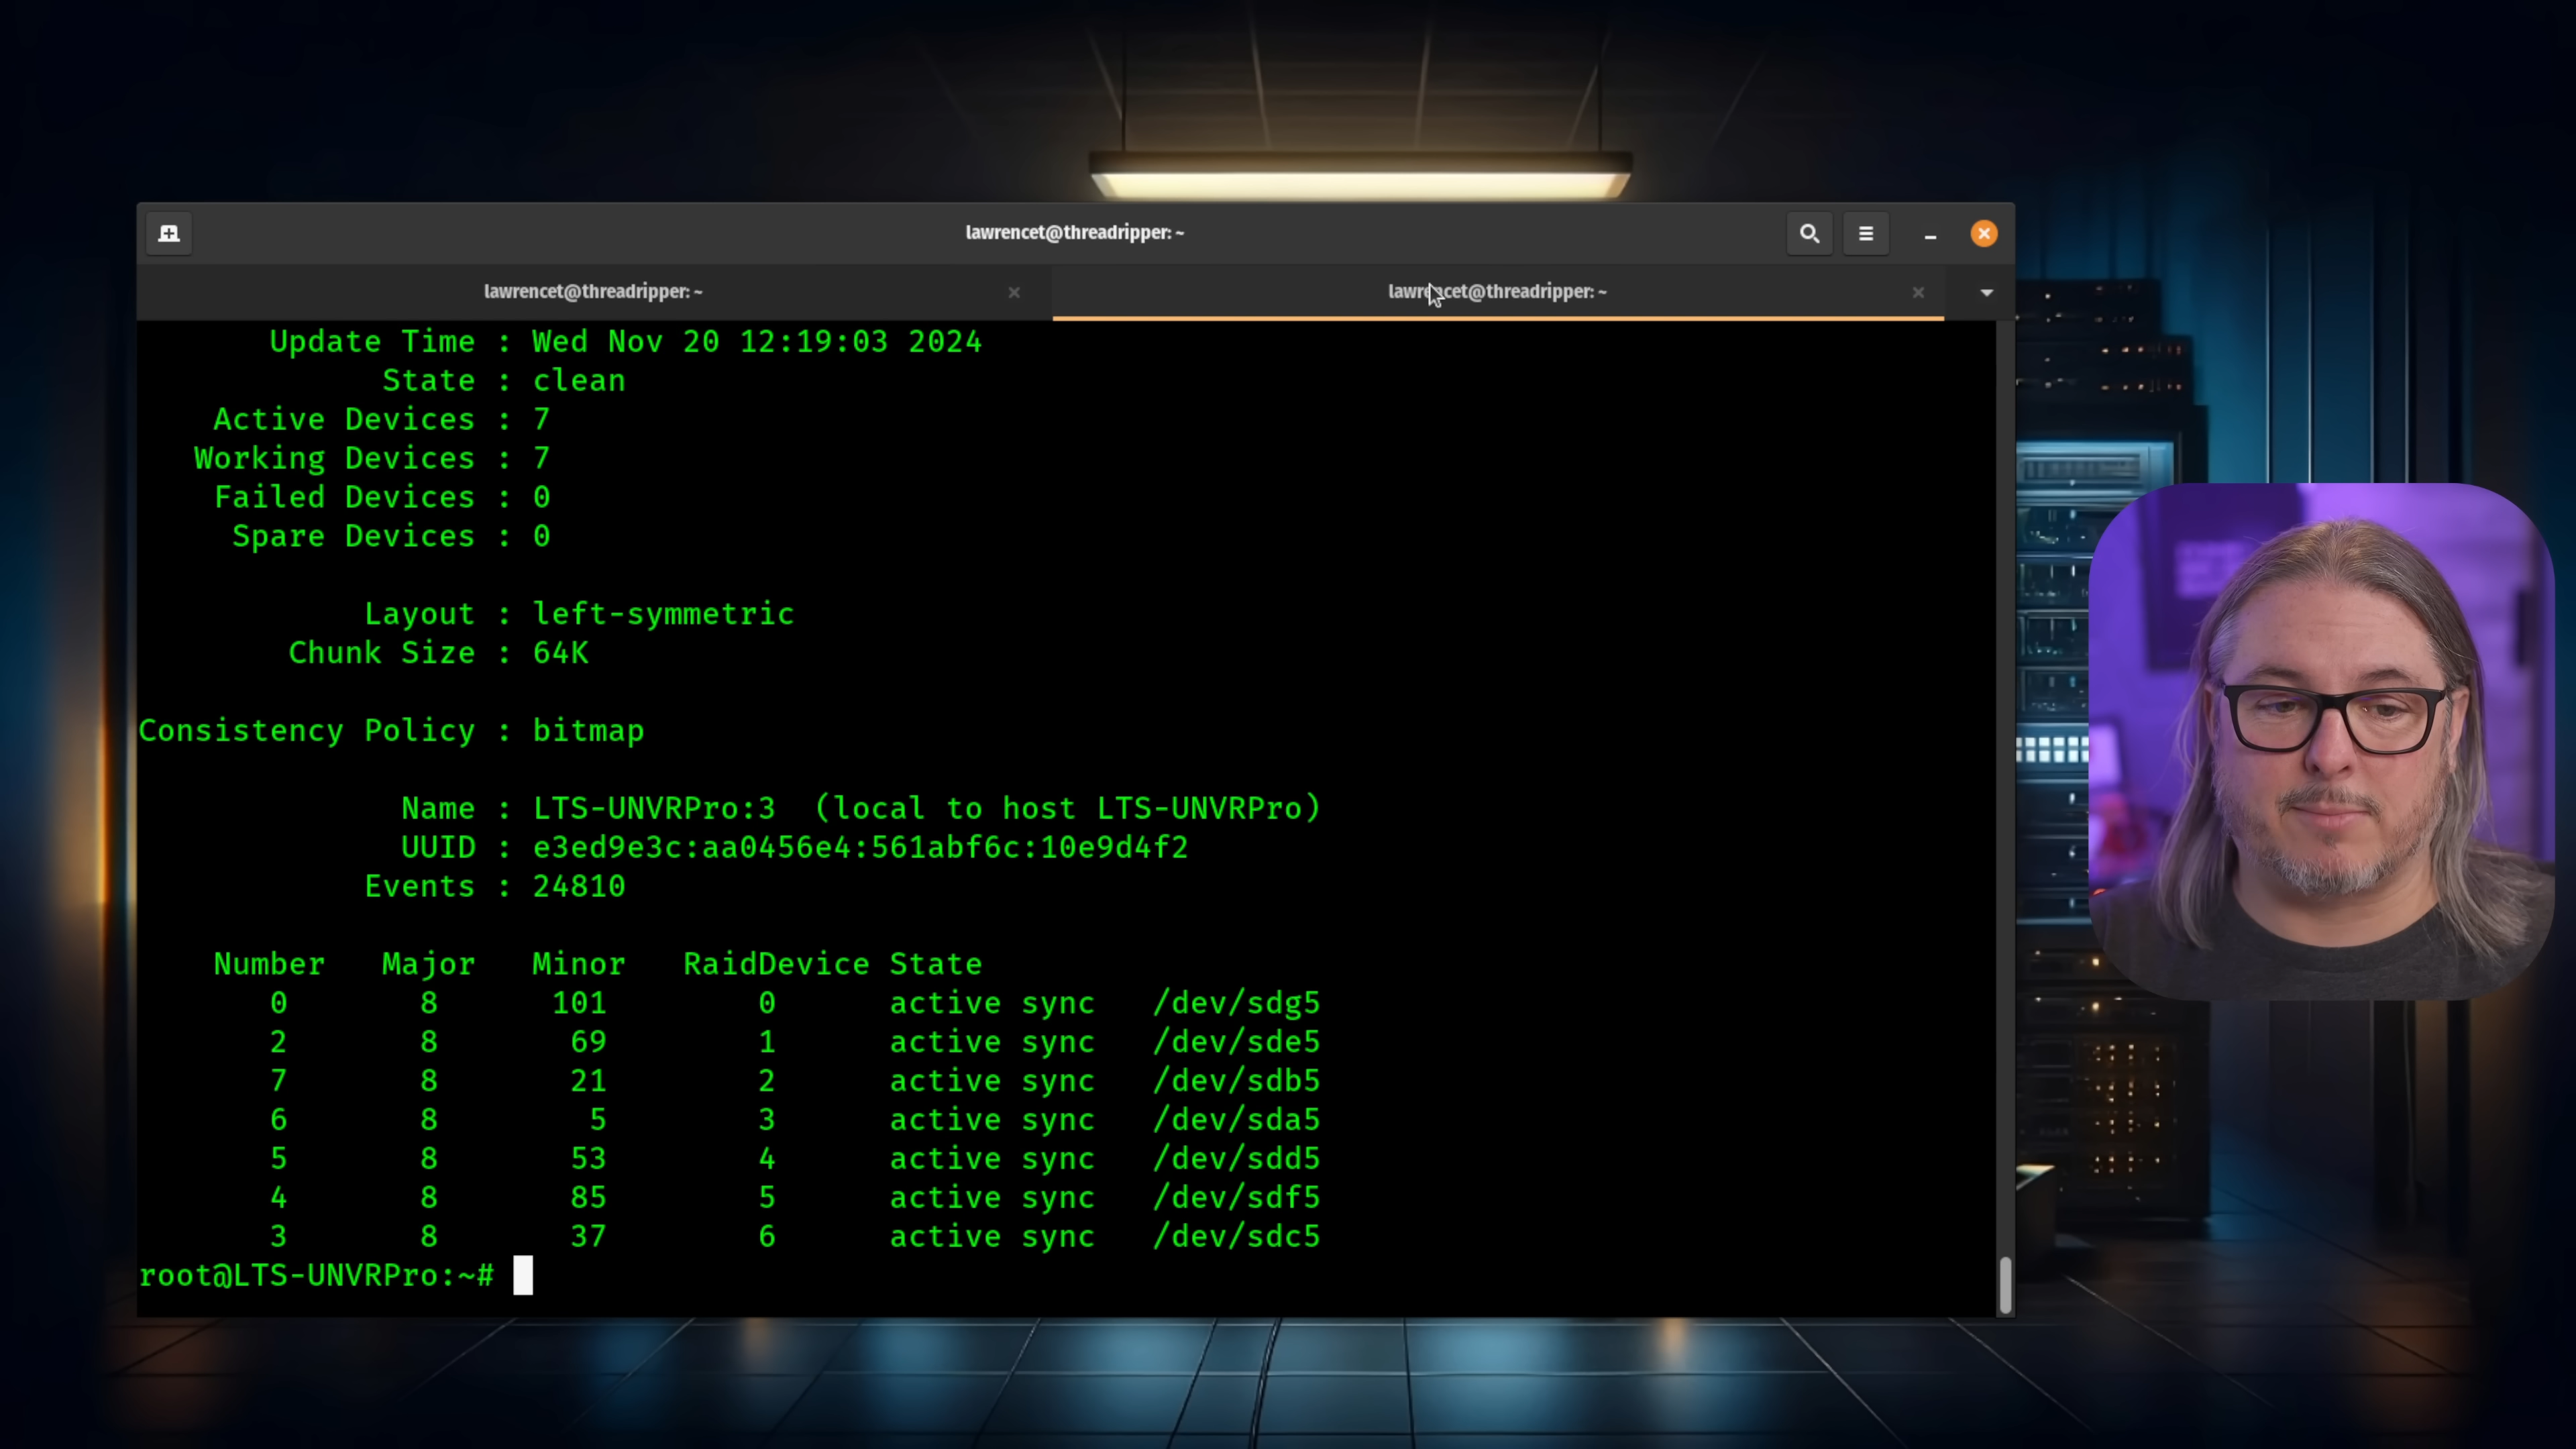 lawrencet@threadripper: ~
lawrencet@threadripper: ~
lawrencet@threadripper: ~
Update Time : Wed Nov 20 12:19:03 2024
State : clean
Active Devices : 7
Working Devices : 7
Failed Devices : 0
Spare Devices : 0
Layout : left-symmetric
Chunk Size : 64K
Consistency Policy : bitmap
Name : LTS-UNVRPro:3 (local to host LTS-UNVRPro)
UUID : e3ed9e3c:aa0456e4:561abf6c:10e9d4f2
Events : 24810
Number Major Minor RaidDevice State
0 8 101 0 active sync /dev/sdg5
2 8 69 1 active sync /dev/sde5
7 8 21 2 active sync /dev/sdb5
6 8 5 3 active sync /dev/sda5
5 8 53 4 active sync /dev/sdd5
4 8 85 5 active sync /dev/sdf5
3 8 37 6 active sync /dev/sdc5
root@LTS-UNVRPro:~#